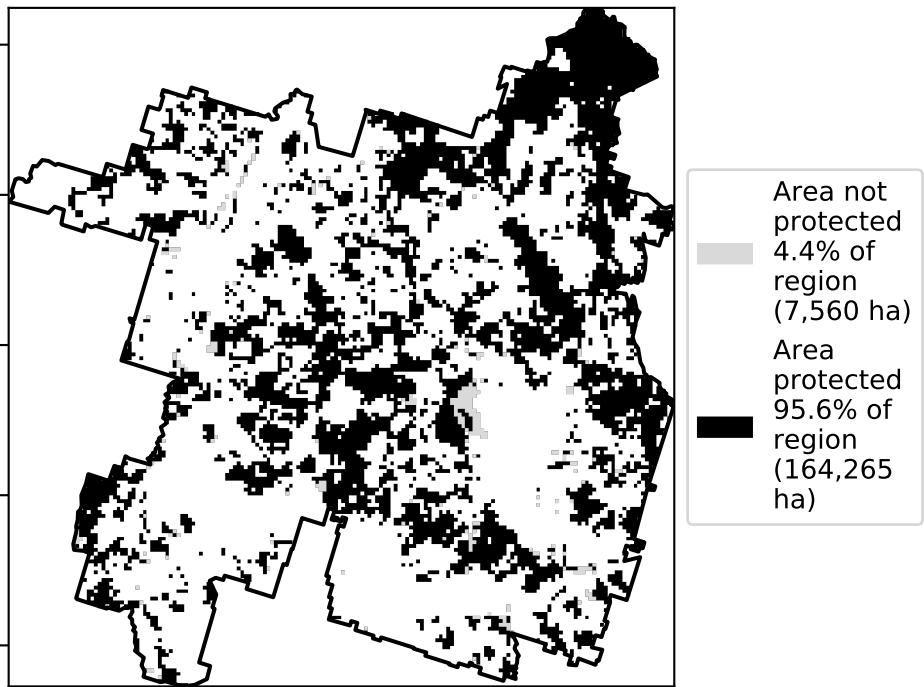 Area not
protected
4.4% of
region
(7,560 ha)
Area
protected
95.6% of
region
(164,265
ha)